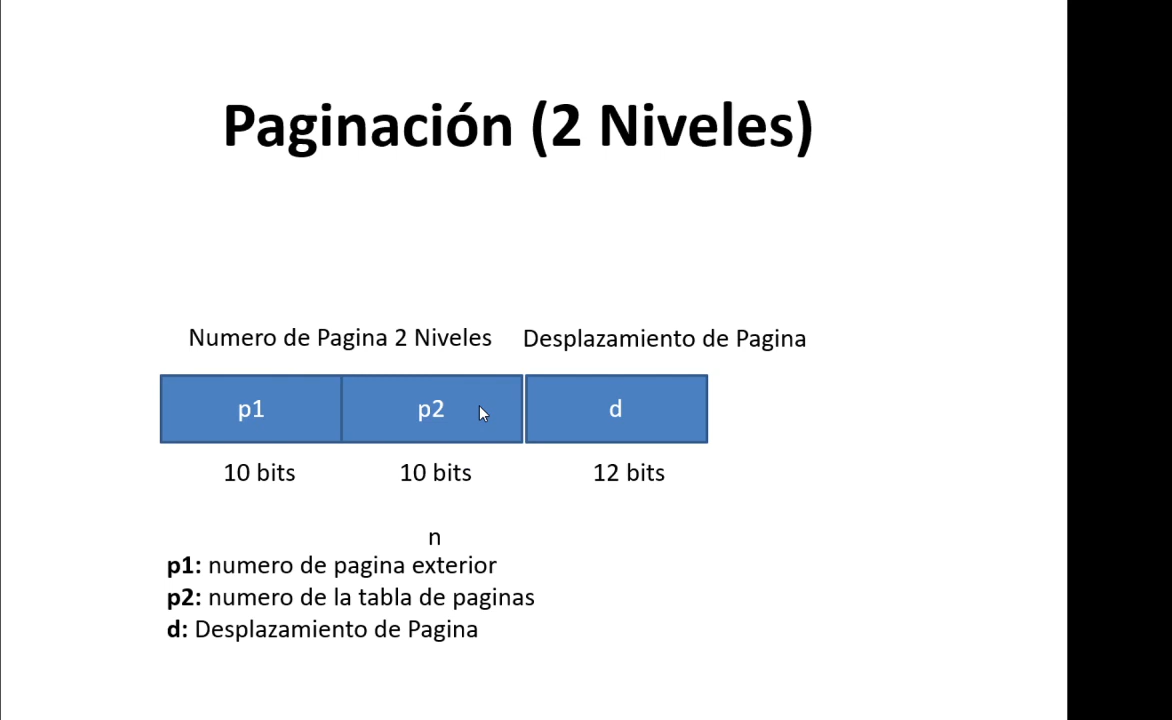 Paginación (2 Niveles)
Numero de Pagina 2 Niveles Desplazamiento de Pagina
p1 p2 d
10 bits 10 bits 12 bits
n
p1: numero de pagina exterior
p2: numero de la tabla de paginas
d: Desplazamiento de Pagina